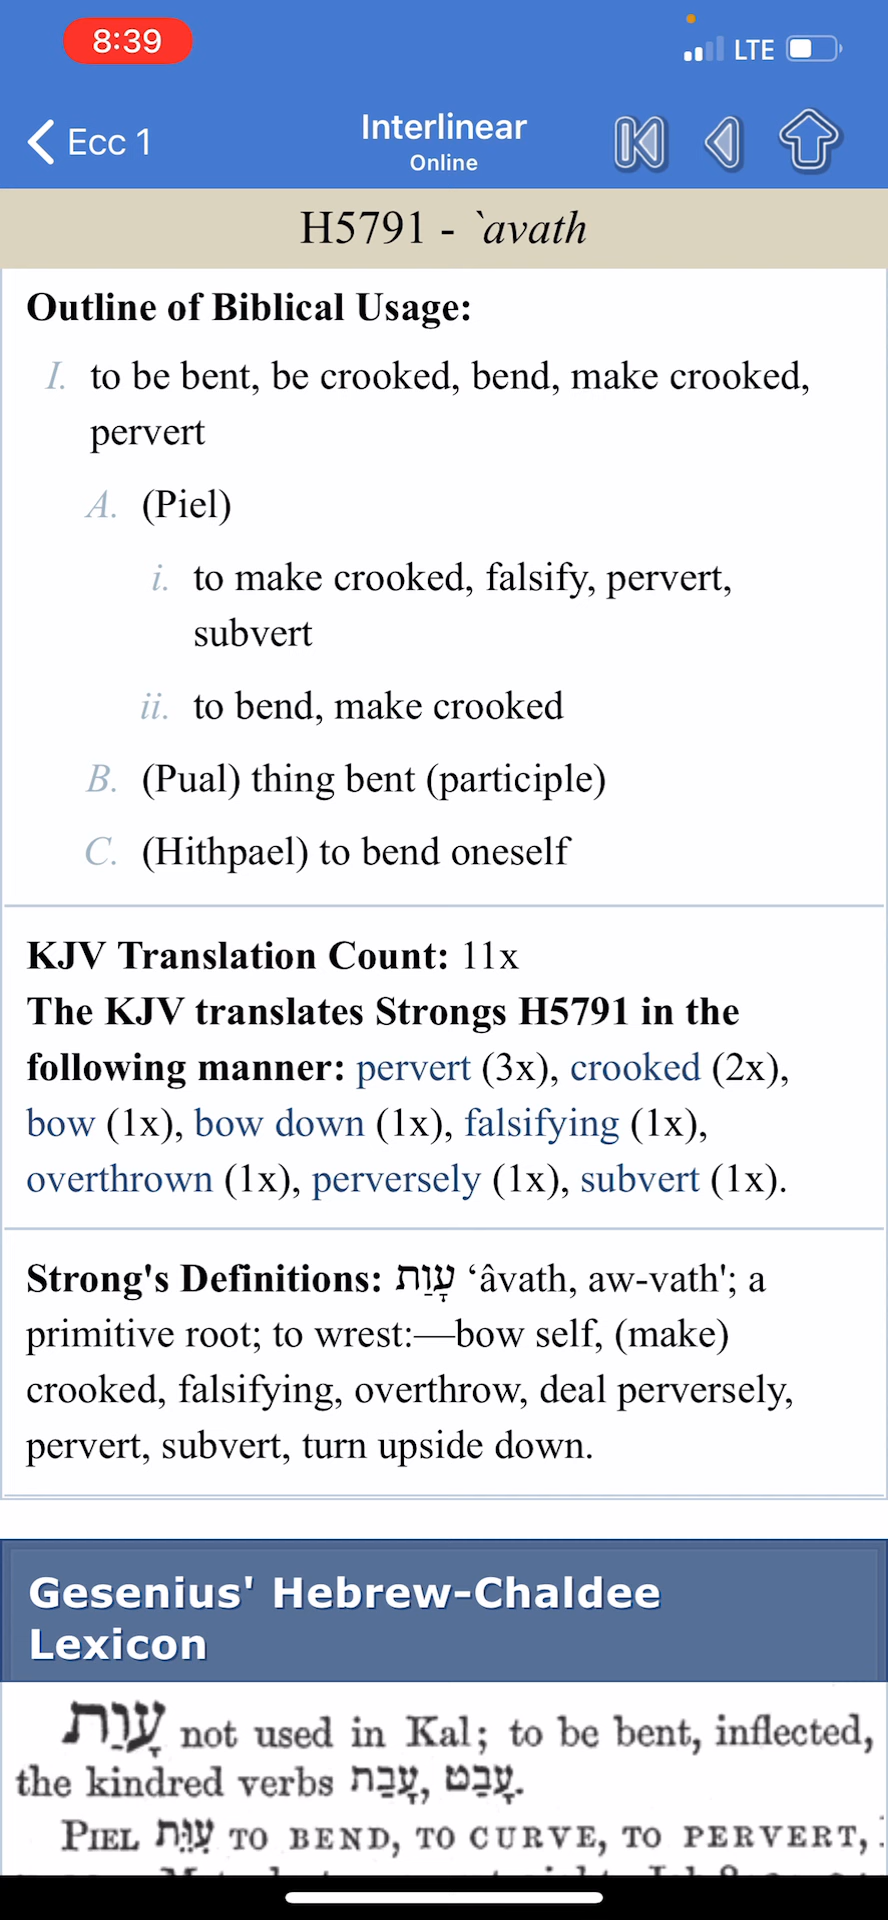 8:39
LTE
Ecc 1
Interlinear
Online
H5791 - `avath
Outline of Biblical Usage:
I. to be bent, be crooked, bend, make crooked,
pervert
A. (Piel)
i. to make crooked, falsify, pervert,
subvert
ii. to bend, make crooked
B. (Pual) thing bent (participle)
C. (Hithpael) to bend oneself
KJV Translation Count: 11x
The KJV translates Strongs H5791 in the
following manner: pervert (3x), crooked (2x),
bow (1x), bow down (1x), falsifying (1x),
overthrown (1x), perversely (1x), subvert (1x).
Strong's Definitions: עָוַת ‘âvath, aw-vath'; a
primitive root; to wrest:—bow self, (make)
crooked, falsifying, overthrow, deal perversely,
pervert, subvert, turn upside down.
Gesenius' Hebrew-Chaldee
Lexicon
עָוַת not used in Kal; to be bent, inflected,
the kindred verbs עָבַת, עָבַט.
PIEL עִוֵּת TO BEND, TO CURVE, TO PERVERT,